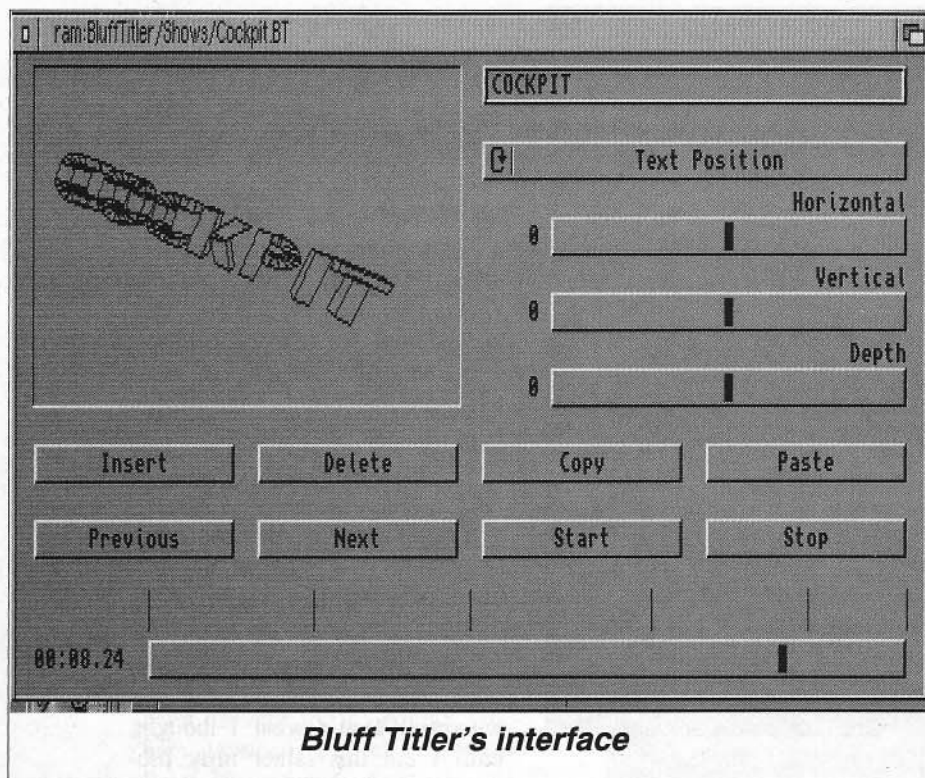 ram:BluffTitler/Shows/Cockpit.BT
COCKPIT
COCKPIT
Text Position
Horizontal
0
Vertical
0
Depth
0
Insert Delete Copy Paste
Previous Next Start Stop
00:08.24
Bluff Titler's interface